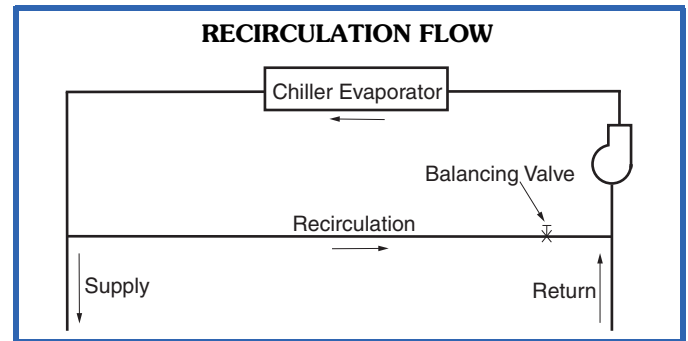 RECIRCULATION FLOW
Chiller Evaporator
Balancing Valve
Recirculation
Supply
Return